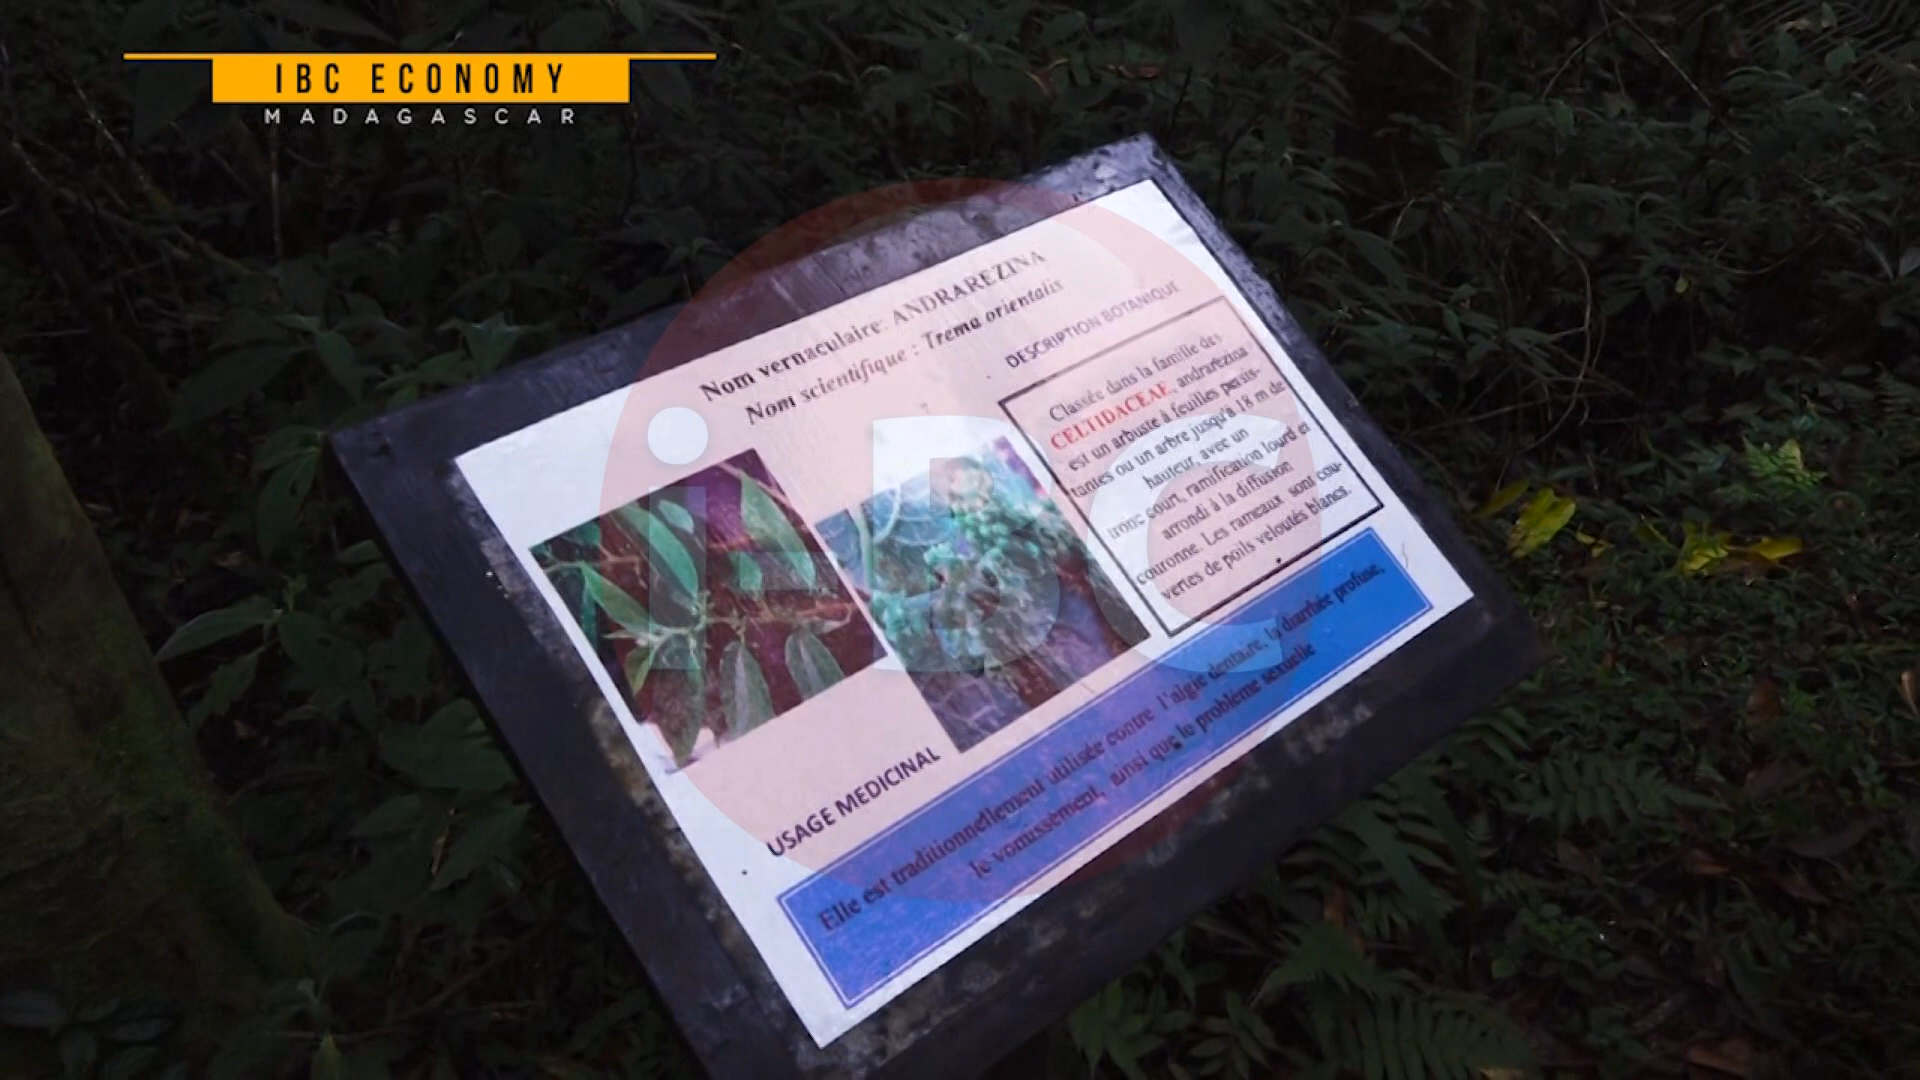 IBC ECONOMY
MADAGASCAR
Nom vernaculaire: ANDRAREZINA
Nom scientifique : Trema orientalis
DESCRIPTION BOTANIQUE
Classée dans la famille des
CELTIDACEAE, andrarezina
est un arbuste à feuilles persis-
tantes ou un arbre jusqu'à 18 m de
hauteur, avec un
tronc court, ramification lourd et
arrondi à la diffusion
couronne. Les rameaux sont cou-
vertes de poils veloutés blancs.
USAGE MEDICINAL
Elle est traditionnellement utilisée contre l'algie dentaire, la diarrhée profuse,
le vomissement, ainsi que le problème sexuelle
iBC